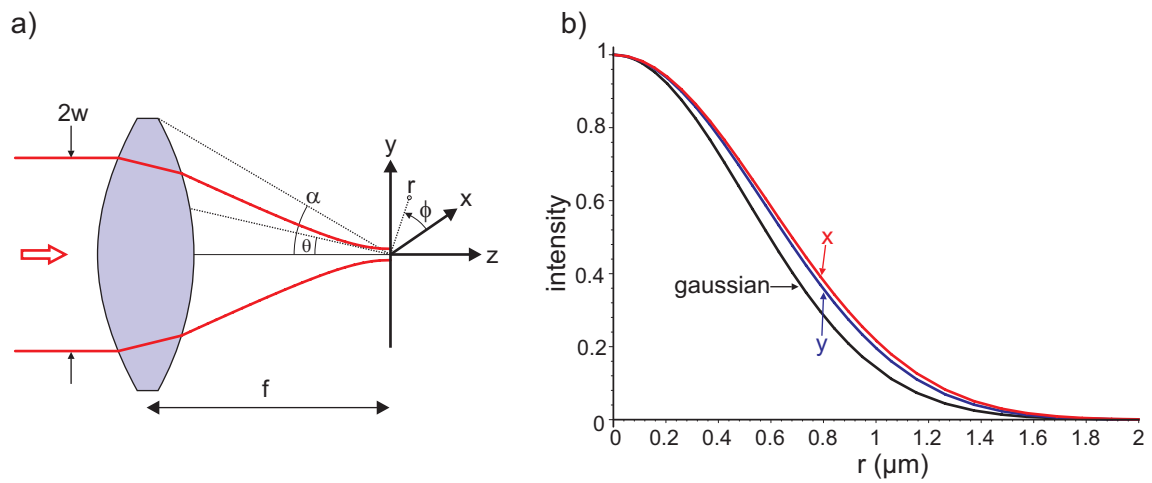 a)
2w
α
θ
f
y
r
x
ϕ
z
b)
intensity
1
0.8
0.6
0.4
0.2
0
gaussian
x
y
0 0.2 0.4 0.6 0.8 1 1.2 1.4 1.6 1.8 2
r (µm)